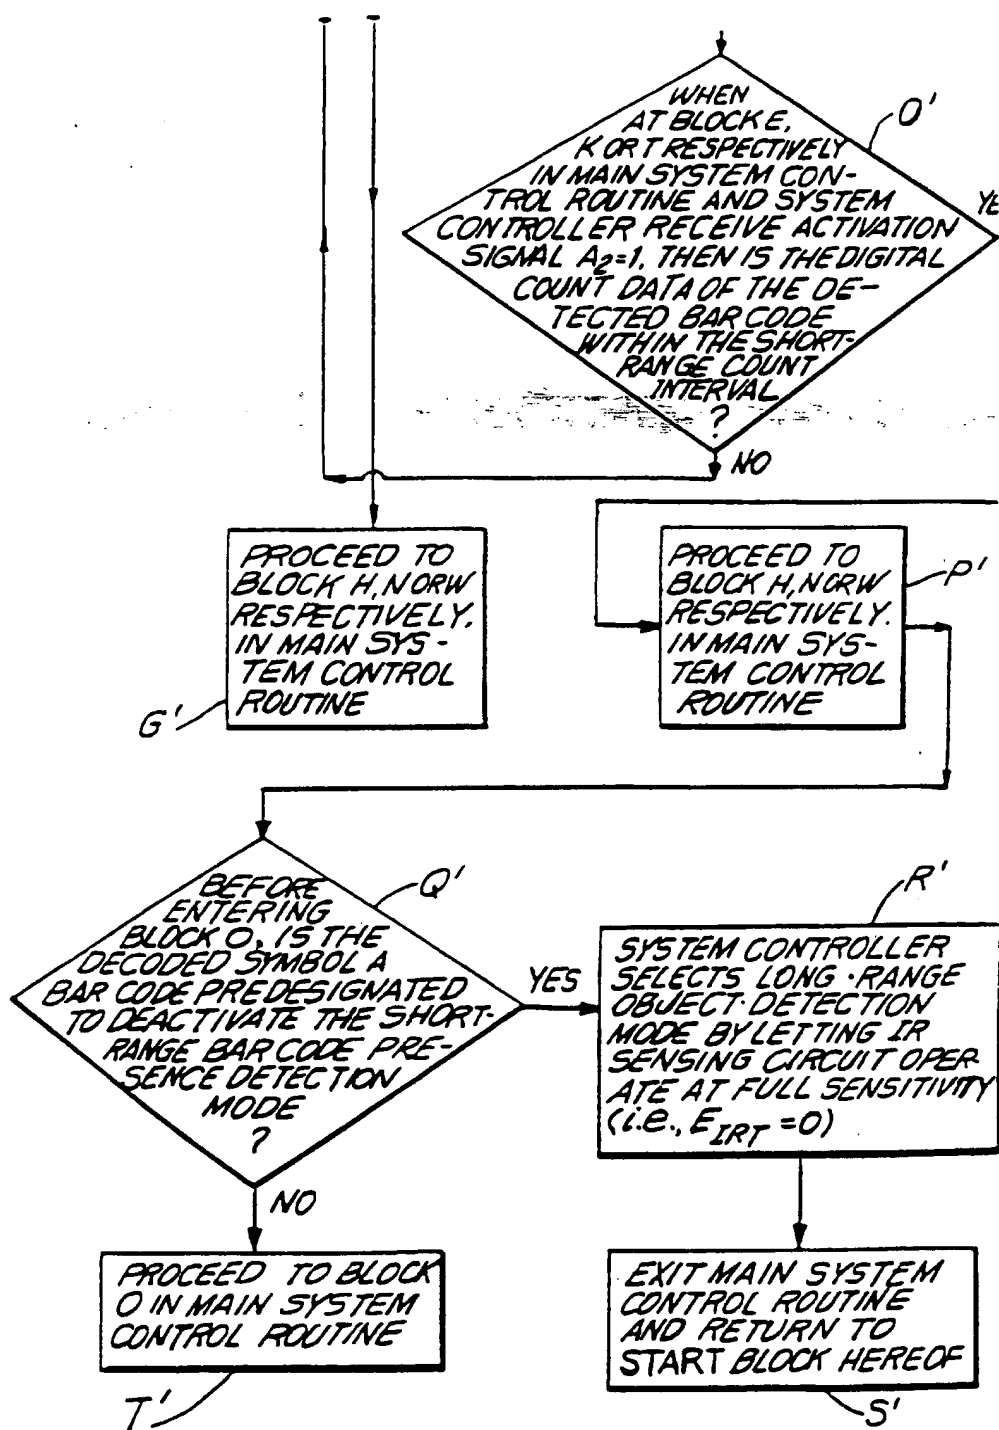 WHEN
AT BLOCK E,
K OR T RESPECTIVELY
IN MAIN SYSTEM CON-
TROL ROUTINE AND SYSTEM
CONTROLLER RECEIVE ACTIVATION
SIGNAL A2=1, THEN IS THE DIGITAL
COUNT DATA OF THE DE-
TECTED BAR CODE
WITHIN THE SHORT-
RANGE COUNT
INTERVAL
?
O'
YE
NO
PROCEED TO
BLOCK H, N OR W
RESPECTIVELY,
IN MAIN SYS-
TEM CONTROL
ROUTINE
G'
PROCEED TO
BLOCK H, N OR W
RESPECTIVELY.
IN MAIN SYS-
TEM CONTROL
ROUTINE
P'
BEFORE
ENTERING
BLOCK O, IS THE
DECODED SYMBOL A
BAR CODE PREDESIGNATED
TO DEACTIVATE THE SHORT-
RANGE BAR CODE PRE-
SENCE DETECTION
MODE
?
Q'
YES
NO
SYSTEM CONTROLLER
SELECTS LONG-RANGE
OBJECT DETECTION
MODE BY LETTING IR
SENSING CIRCUIT OPER-
ATE AT FULL SENSITIVITY
(i.e., EIRT =0)
R'
PROCEED TO BLOCK
O IN MAIN SYSTEM
CONTROL ROUTINE
T'
EXIT MAIN SYSTEM
CONTROL ROUTINE
AND RETURN TO
START BLOCK HEREOF
S'